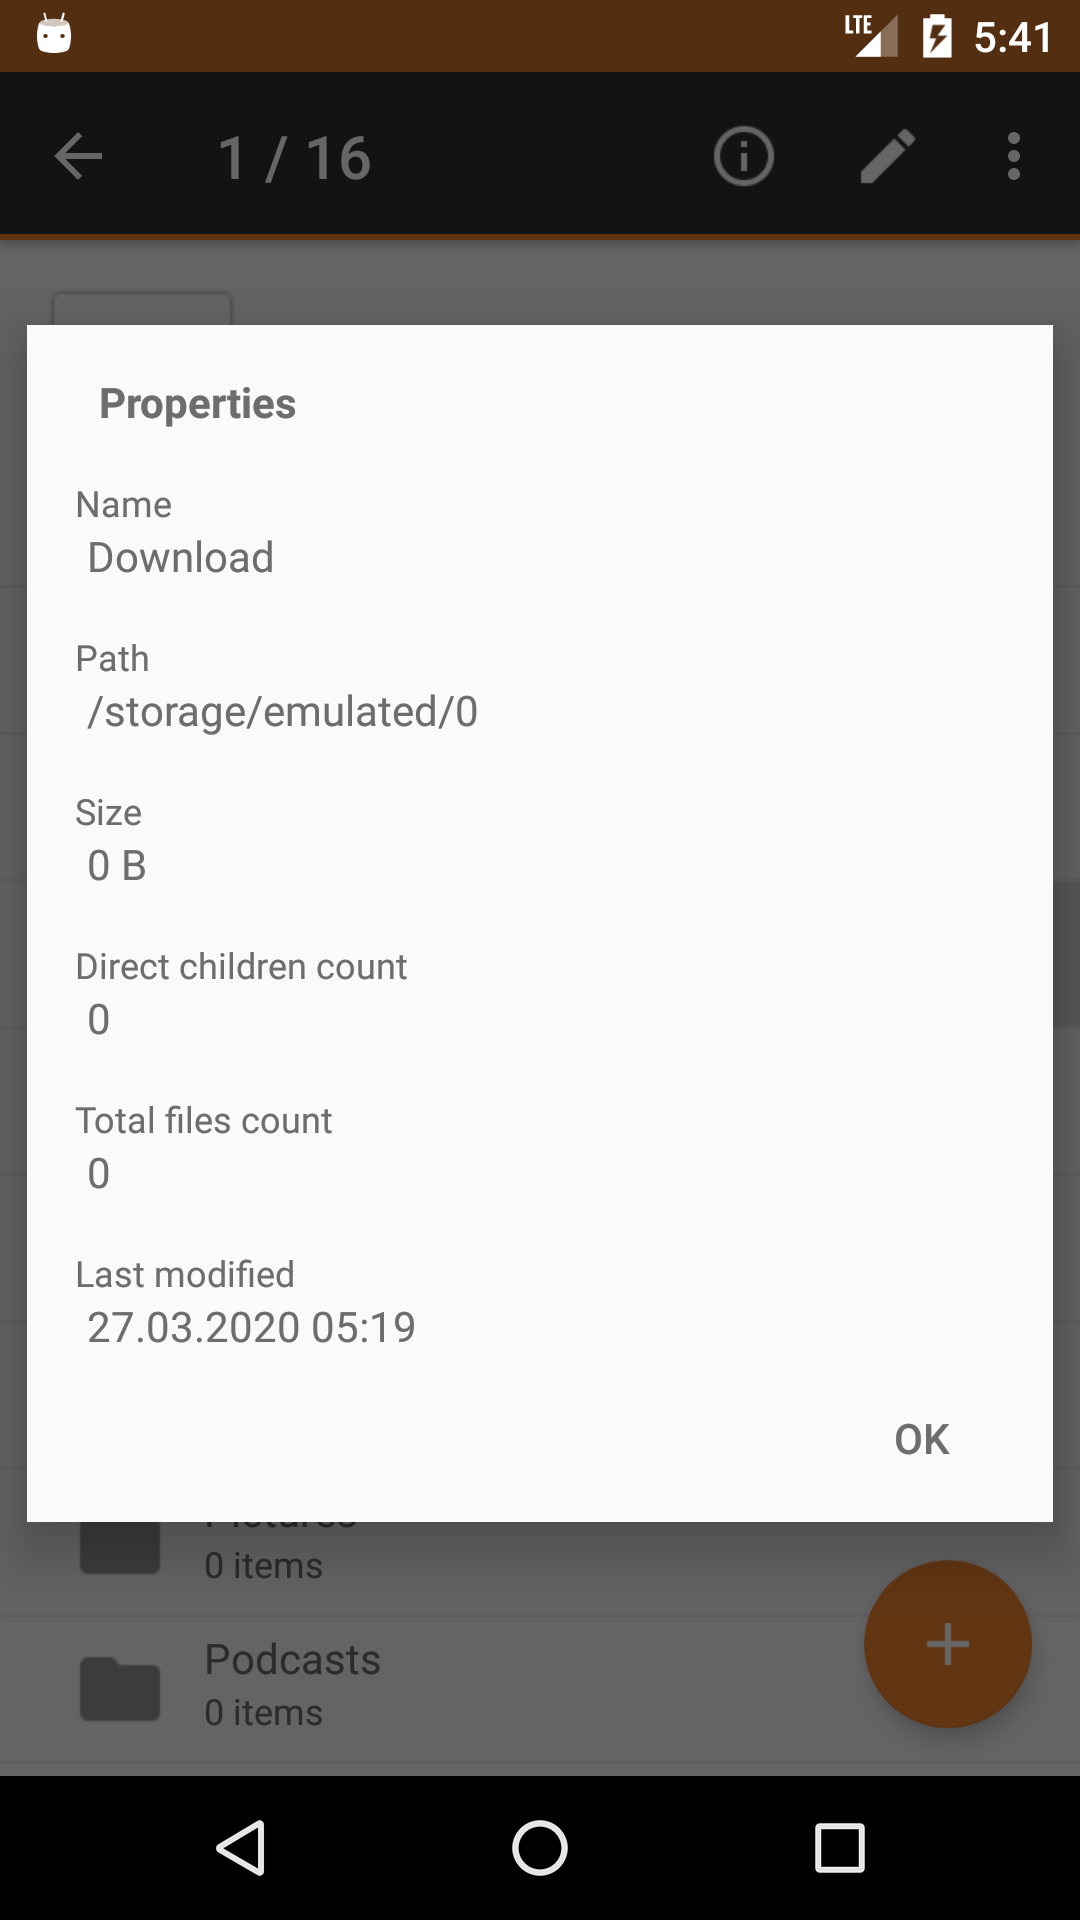 LTE 5:41
1 / 16
Properties
Name
Download
Path
/storage/emulated/0
Size
0 B
Direct children count
0
Total files count
0
Last modified
27.03.2020 05:19
OK
0 items
Podcasts
0 items